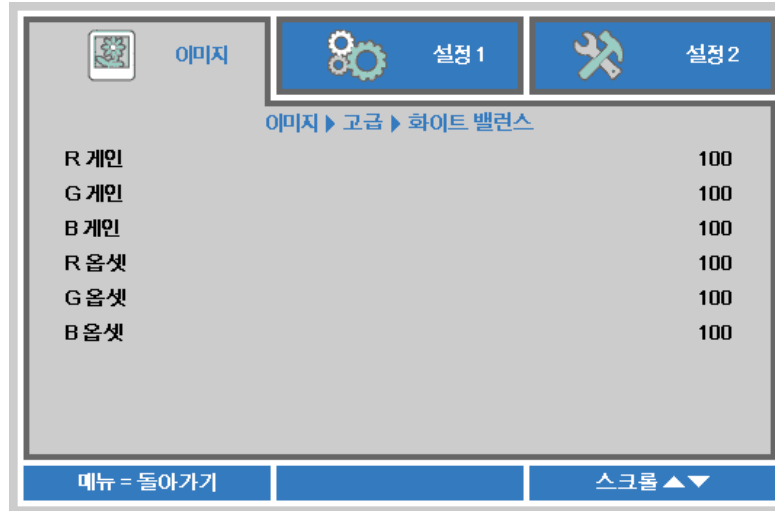 이미지 설정 1 설정 2
이미지 ▶ 고급 ▶ 화이트 밸런스
R 게인 100
G 게인 100
B 게인 100
R 옵셋 100
G 옵셋 100
B 옵셋 100
메뉴 = 돌아가기 스크롤 ▲▼